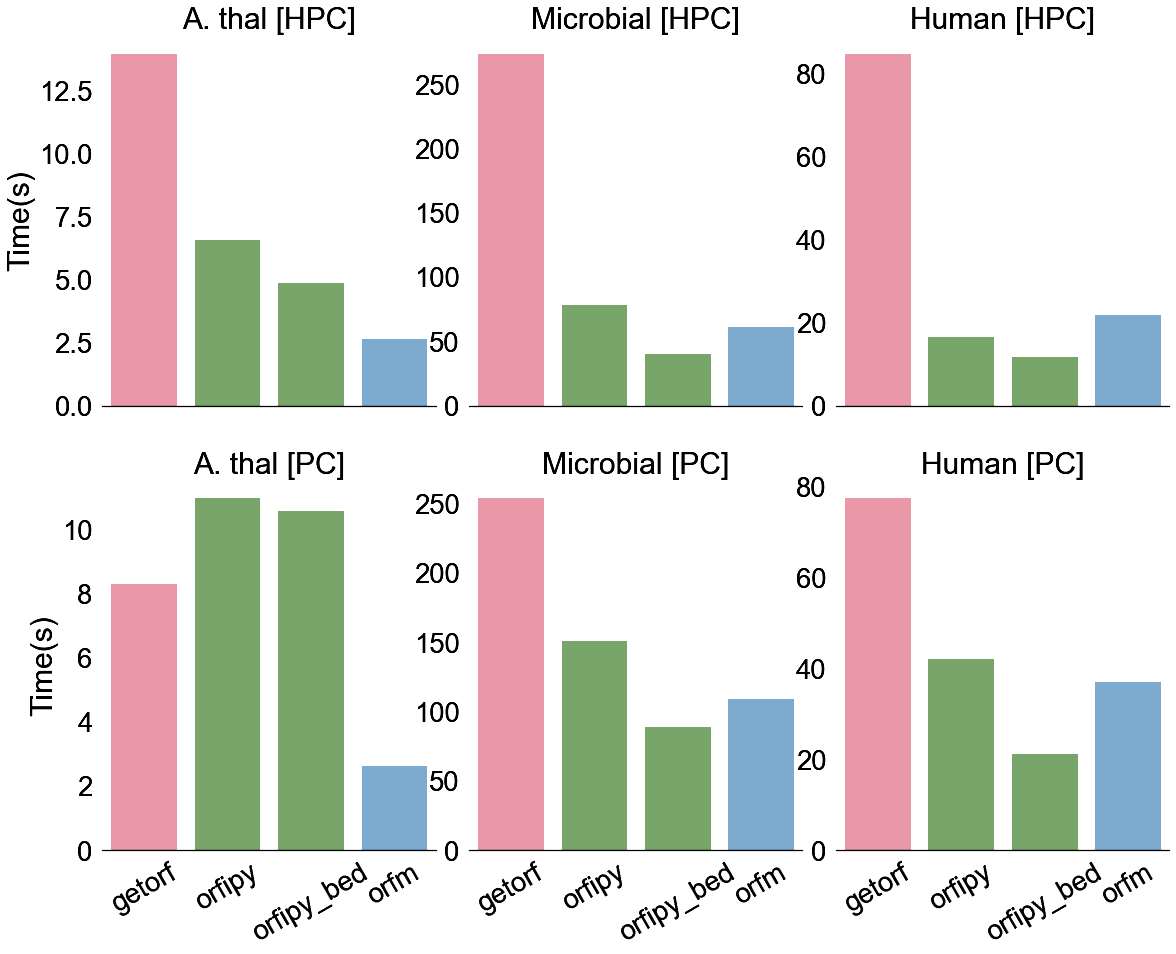 A. thal [HPC]
Microbial [HPC]
Human [HPC]
Time(s)
12.5
10.0
7.5
5.0
2.5
0.0
250
200
150
100
50
0
80
60
40
20
0
A. thal [PC]
Microbial [PC]
Human [PC]
Time(s)
10
8
6
4
2
0
250
200
150
100
50
0
80
60
40
20
0
getorf
orfipy
orfipy_bed
orfm
getorf
orfipy
orfipy_bed
orfm
getorf
orfipy
orfipy_bed
orfm